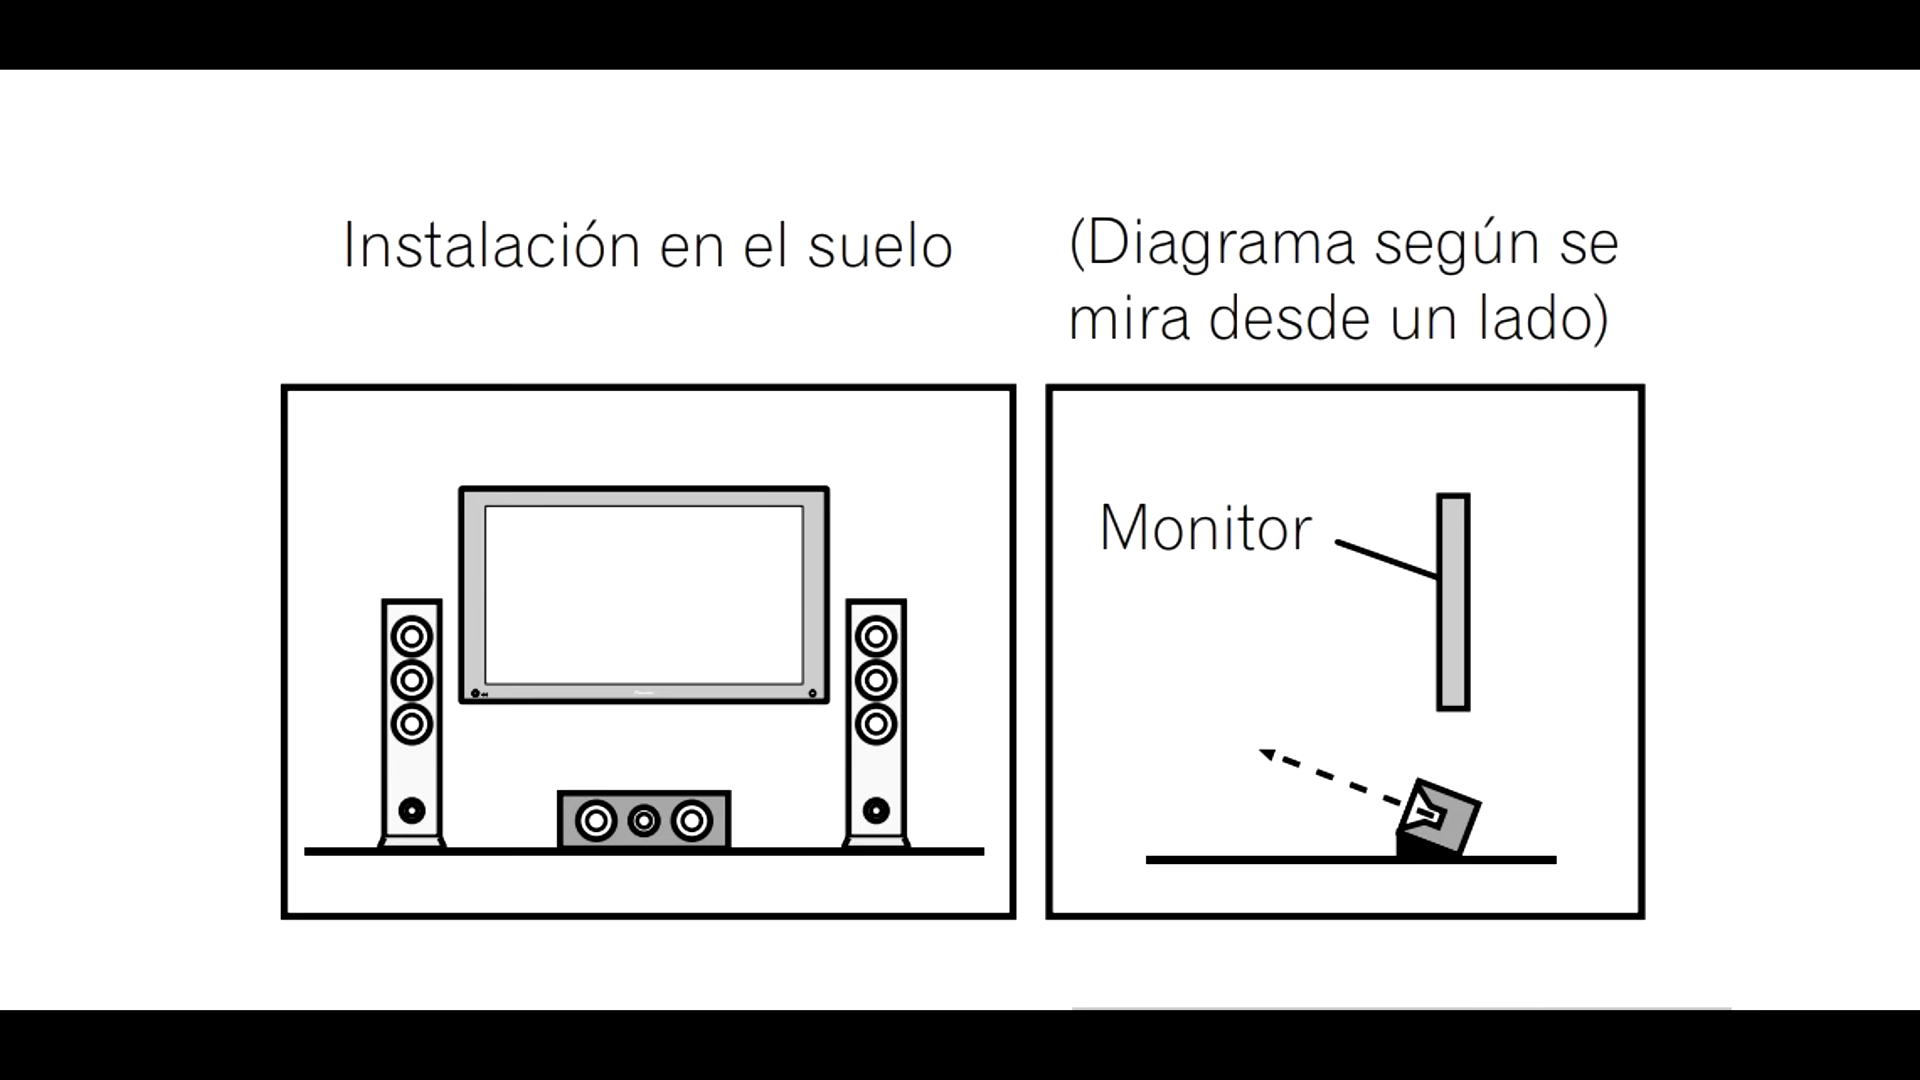 Instalación en el suelo
(Diagrama según se
mira desde un lado)
Monitor